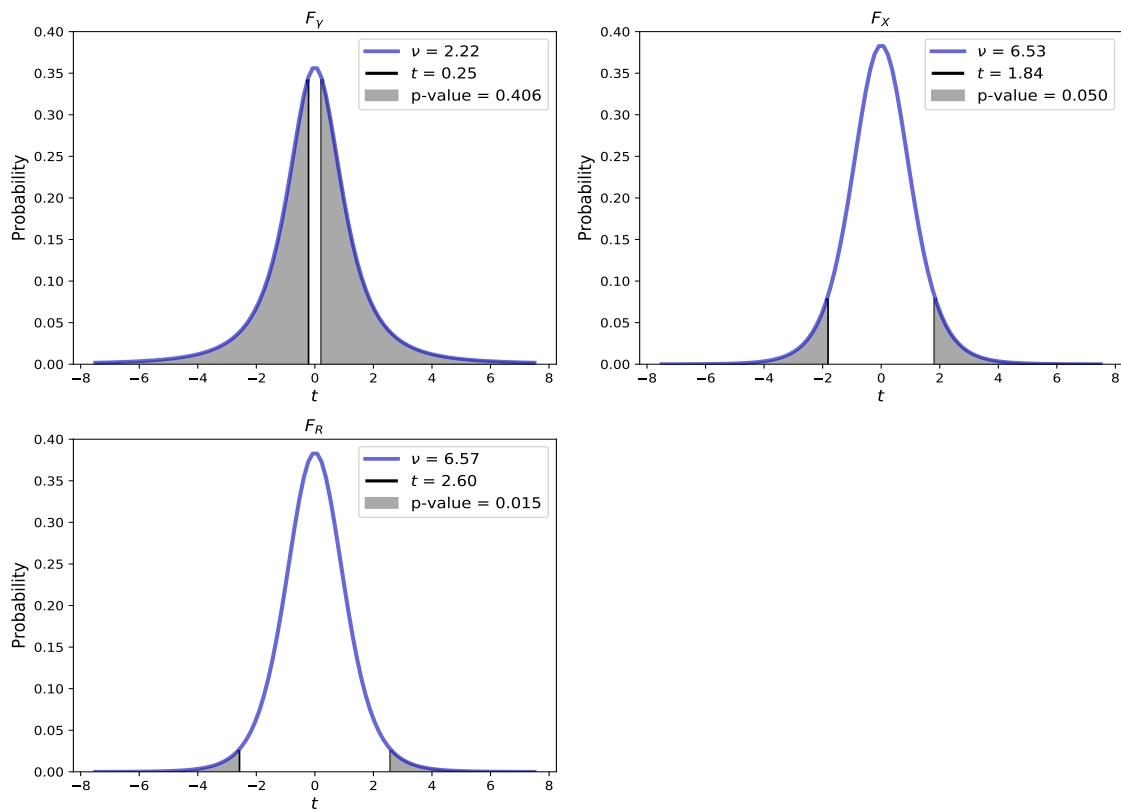 F_γ
0.40
0.35
0.30
0.25
0.20
0.15
0.10
0.05
0.00
Probability
−8 −6 −4 −2 0 2 4 6 8
t
ν = 2.22
t = 0.25
p-value = 0.406
F_X
0.40
0.35
0.30
0.25
0.20
0.15
0.10
0.05
0.00
Probability
−8 −6 −4 −2 0 2 4 6 8
t
ν = 6.53
t = 1.84
p-value = 0.050
F_R
0.40
0.35
0.30
0.25
0.20
0.15
0.10
0.05
0.00
Probability
−8 −6 −4 −2 0 2 4 6 8
t
ν = 6.57
t = 2.60
p-value = 0.015